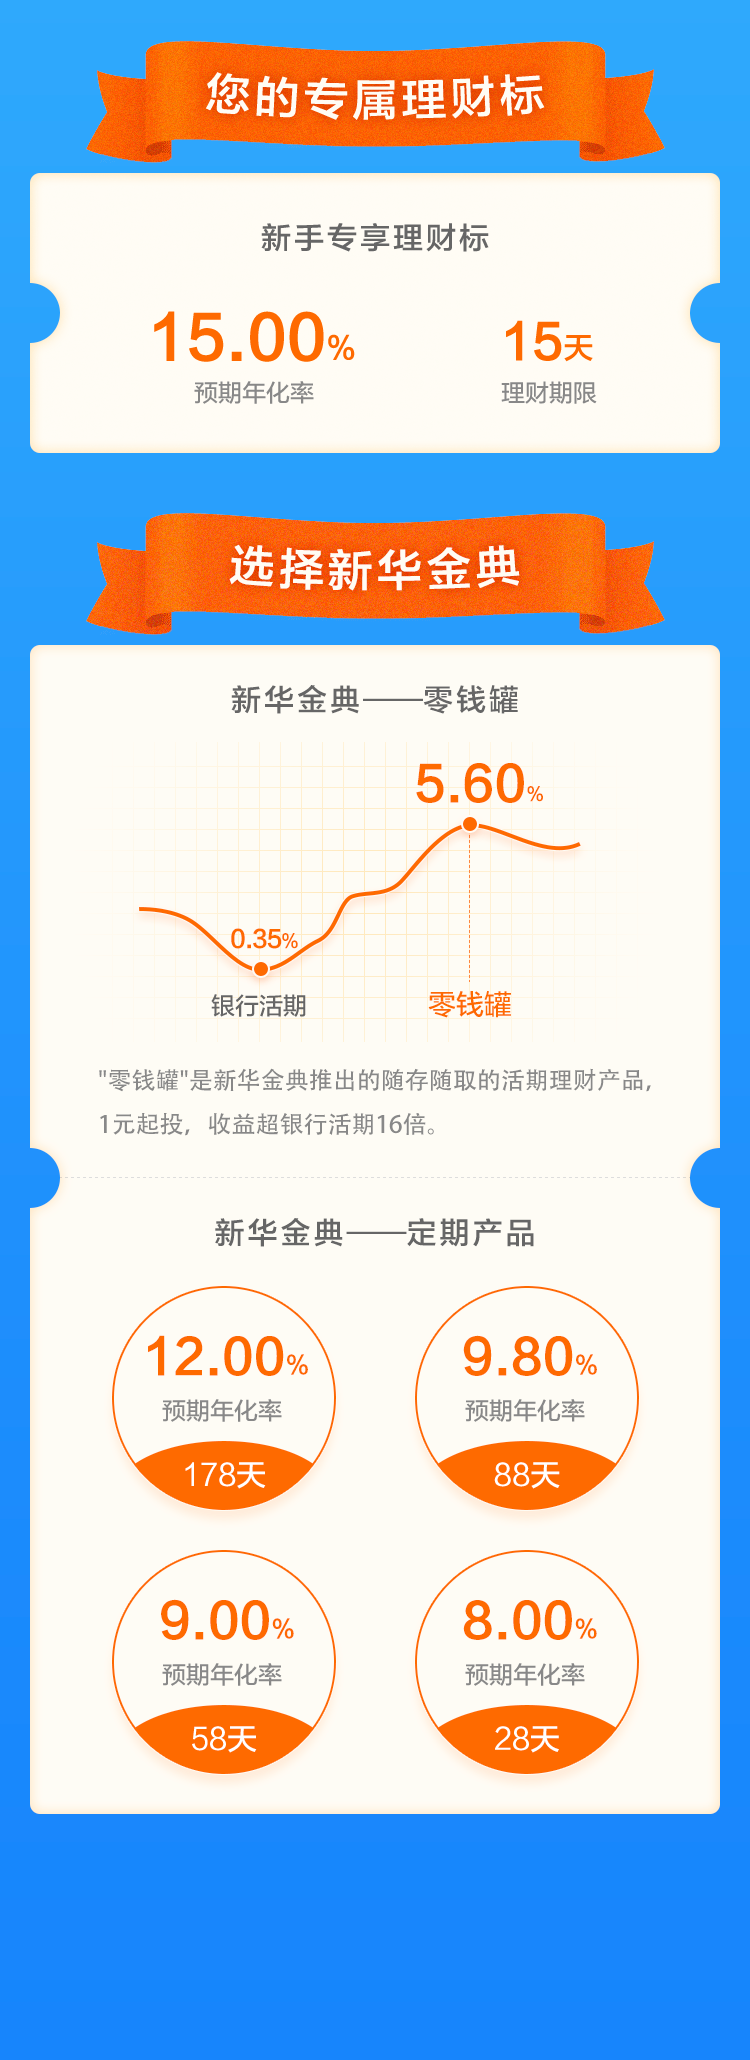 您的专属理财标
新手专享理财标
15.00% 15天
预期年化率 理财期限
选择新华金典
新华金典——零钱罐
5.60%
0.35%
银行活期 零钱罐
"零钱罐"是新华金典推出的随存随取的活期理财产品,
1元起投, 收益超银行活期16倍。
新华金典——定期产品
12.00% 9.80%
预期年化率 预期年化率
178天 88天
9.00% 8.00%
预期年化率 预期年化率
58天 28天